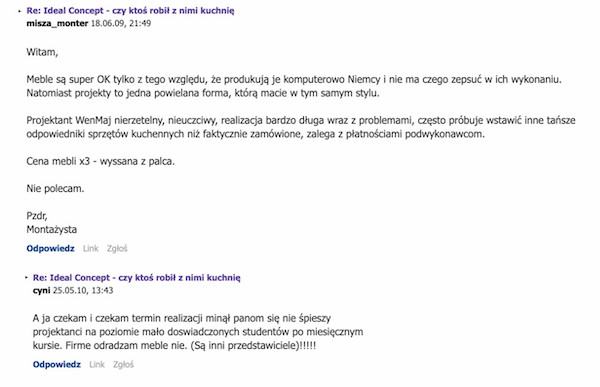 Re: Ideal Concept - czy ktoś robił z nimi kuchnię
misza_monter 18.06.09, 21:49
Witam,
Meble są super OK tylko z tego względu, że produkują je komputerowo Niemcy i nie ma czego zepsuć w ich wykonaniu.
Natomiast projekty to jedna powielana forma, którą macie w tym samym stylu.
Projektant WenMaj nierzetelny, nieuczciwy, realizacja bardzo długa wraz z problemami, często próbuje wstawić inne tańsze
odpowiedniki sprzętów kuchennych niż faktycznie zamówione, zalega z płatnościami podwykonawcom.
Cena mebli x3 - wyssana z palca.
Nie polecam.
Pzdr,
Montażysta
Odpowiedz Link Zgłoś
Re: Ideal Concept - czy ktoś robił z nimi kuchnię
cyni 25.05.10, 13:43
A ja czekam i czekam termin realizacji minął panom się nie śpieszy
projektanci na poziomie mało doswiadczonych studentów po miesięcznym
kursie. Firme odradzam meble nie. (Są inni przedstawiciele)!!!!!
Odpowiedz Link Zgłoś